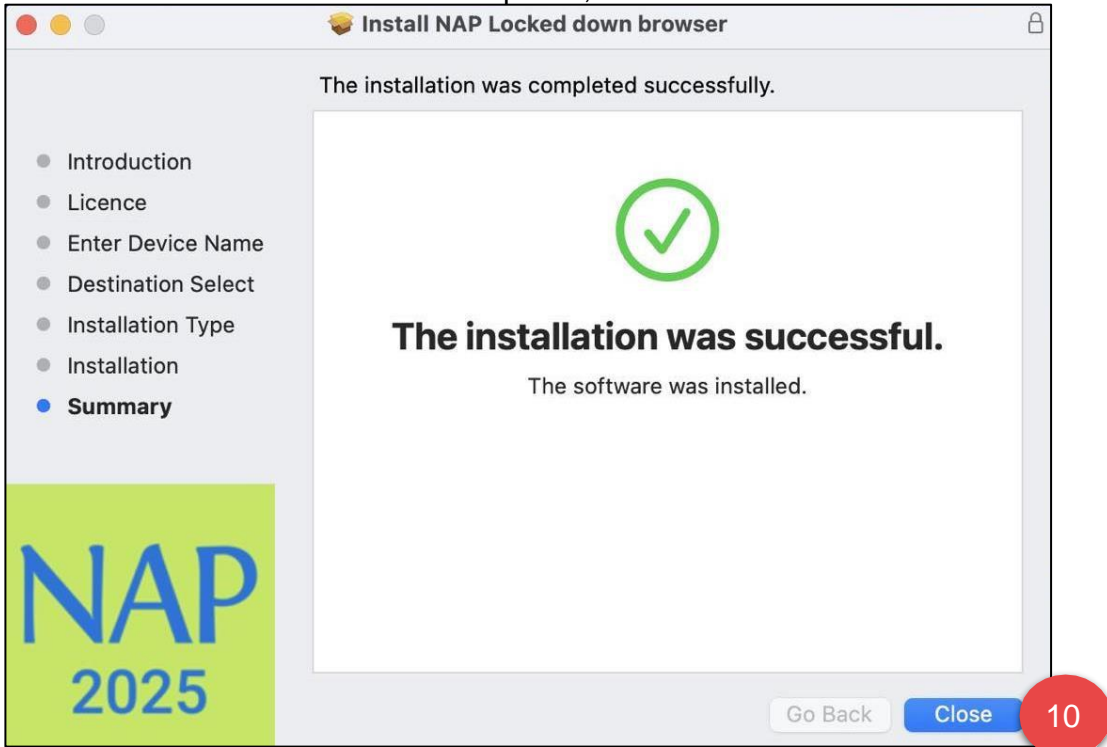 Install NAP Locked down browser
The installation was completed successfully.
Introduction
Licence
Enter Device Name
Destination Select
Installation Type
Installation
Summary
The installation was successful.
The software was installed.
NAP
2025
Go Back
Close
10